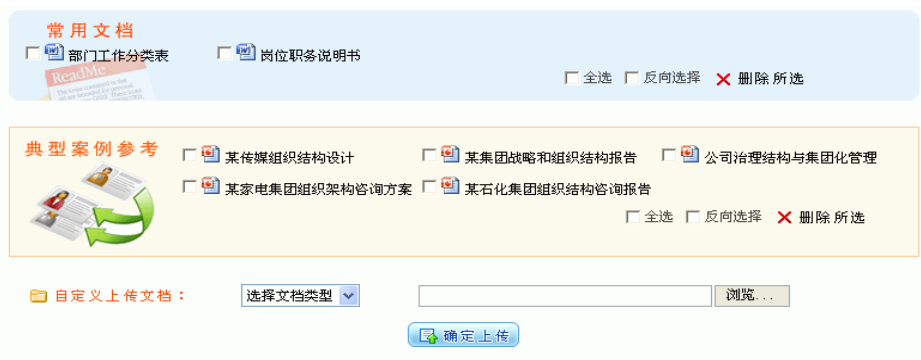 常用文档
部门工作分类表 岗位职务说明书
ReadMe
全选 反向选择 删除所选
典型案例参考
某传媒组织结构设计 某集团战略和组织结构报告 公司治理结构与集团化管理
某家电集团组织架构咨询方案 某石化集团组织结构咨询报告
全选 反向选择 删除所选
自定义上传文档： 选择文档类型 浏览...
确定上传